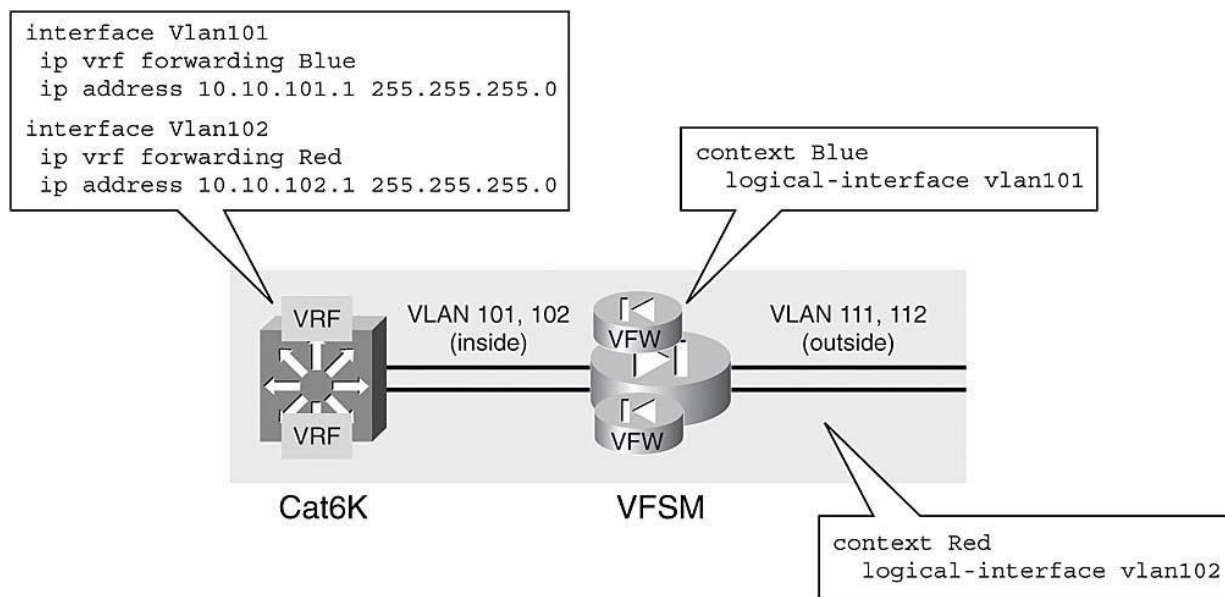 interface Vlan101
 ip vrf forwarding Blue
 ip address 10.10.101.1 255.255.255.0
interface Vlan102
 ip vrf forwarding Red
 ip address 10.10.102.1 255.255.255.0
context Blue
  logical-interface vlan101
VRF
VLAN 101, 102
(inside)
VFW
VLAN 111, 112
(outside)
VRF
VFW
Cat6K
VFSM
context Red
  logical-interface vlan102